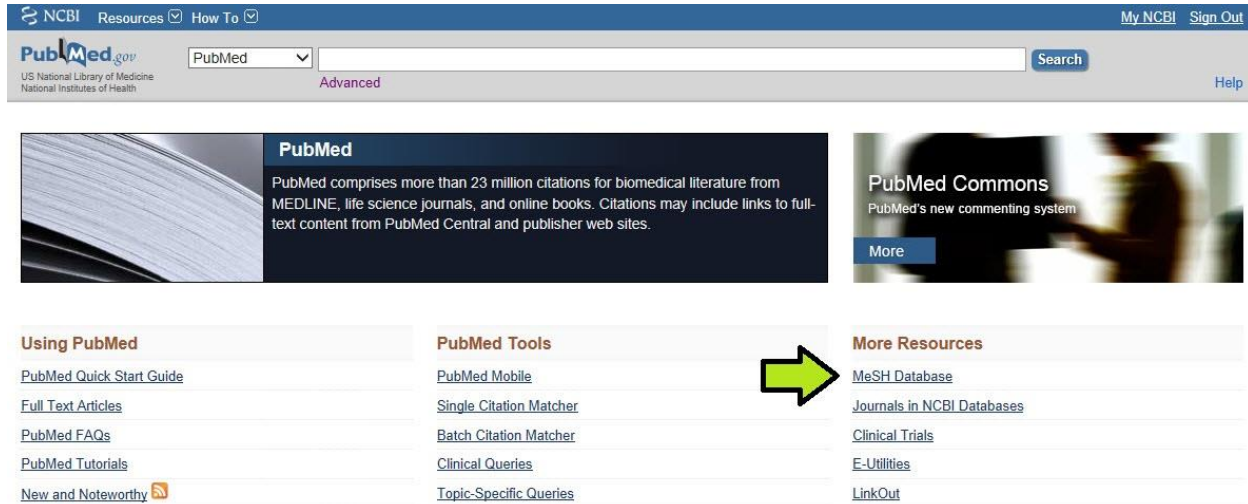 NCBI Resources How To My NCBI Sign Out
PubMed.gov
US National Library of Medicine
National Institutes of Health
PubMed Search
Advanced Help
PubMed
PubMed comprises more than 23 million citations for biomedical literature from
MEDLINE, life science journals, and online books. Citations may include links to full-
text content from PubMed Central and publisher web sites.
PubMed Commons
PubMed's new commenting system
More
Using PubMed
PubMed Quick Start Guide
Full Text Articles
PubMed FAQs
PubMed Tutorials
New and Noteworthy
PubMed Tools
PubMed Mobile
Single Citation Matcher
Batch Citation Matcher
Clinical Queries
Topic-Specific Queries
More Resources
MeSH Database
Journals in NCBI Databases
Clinical Trials
E-Utilities
LinkOut